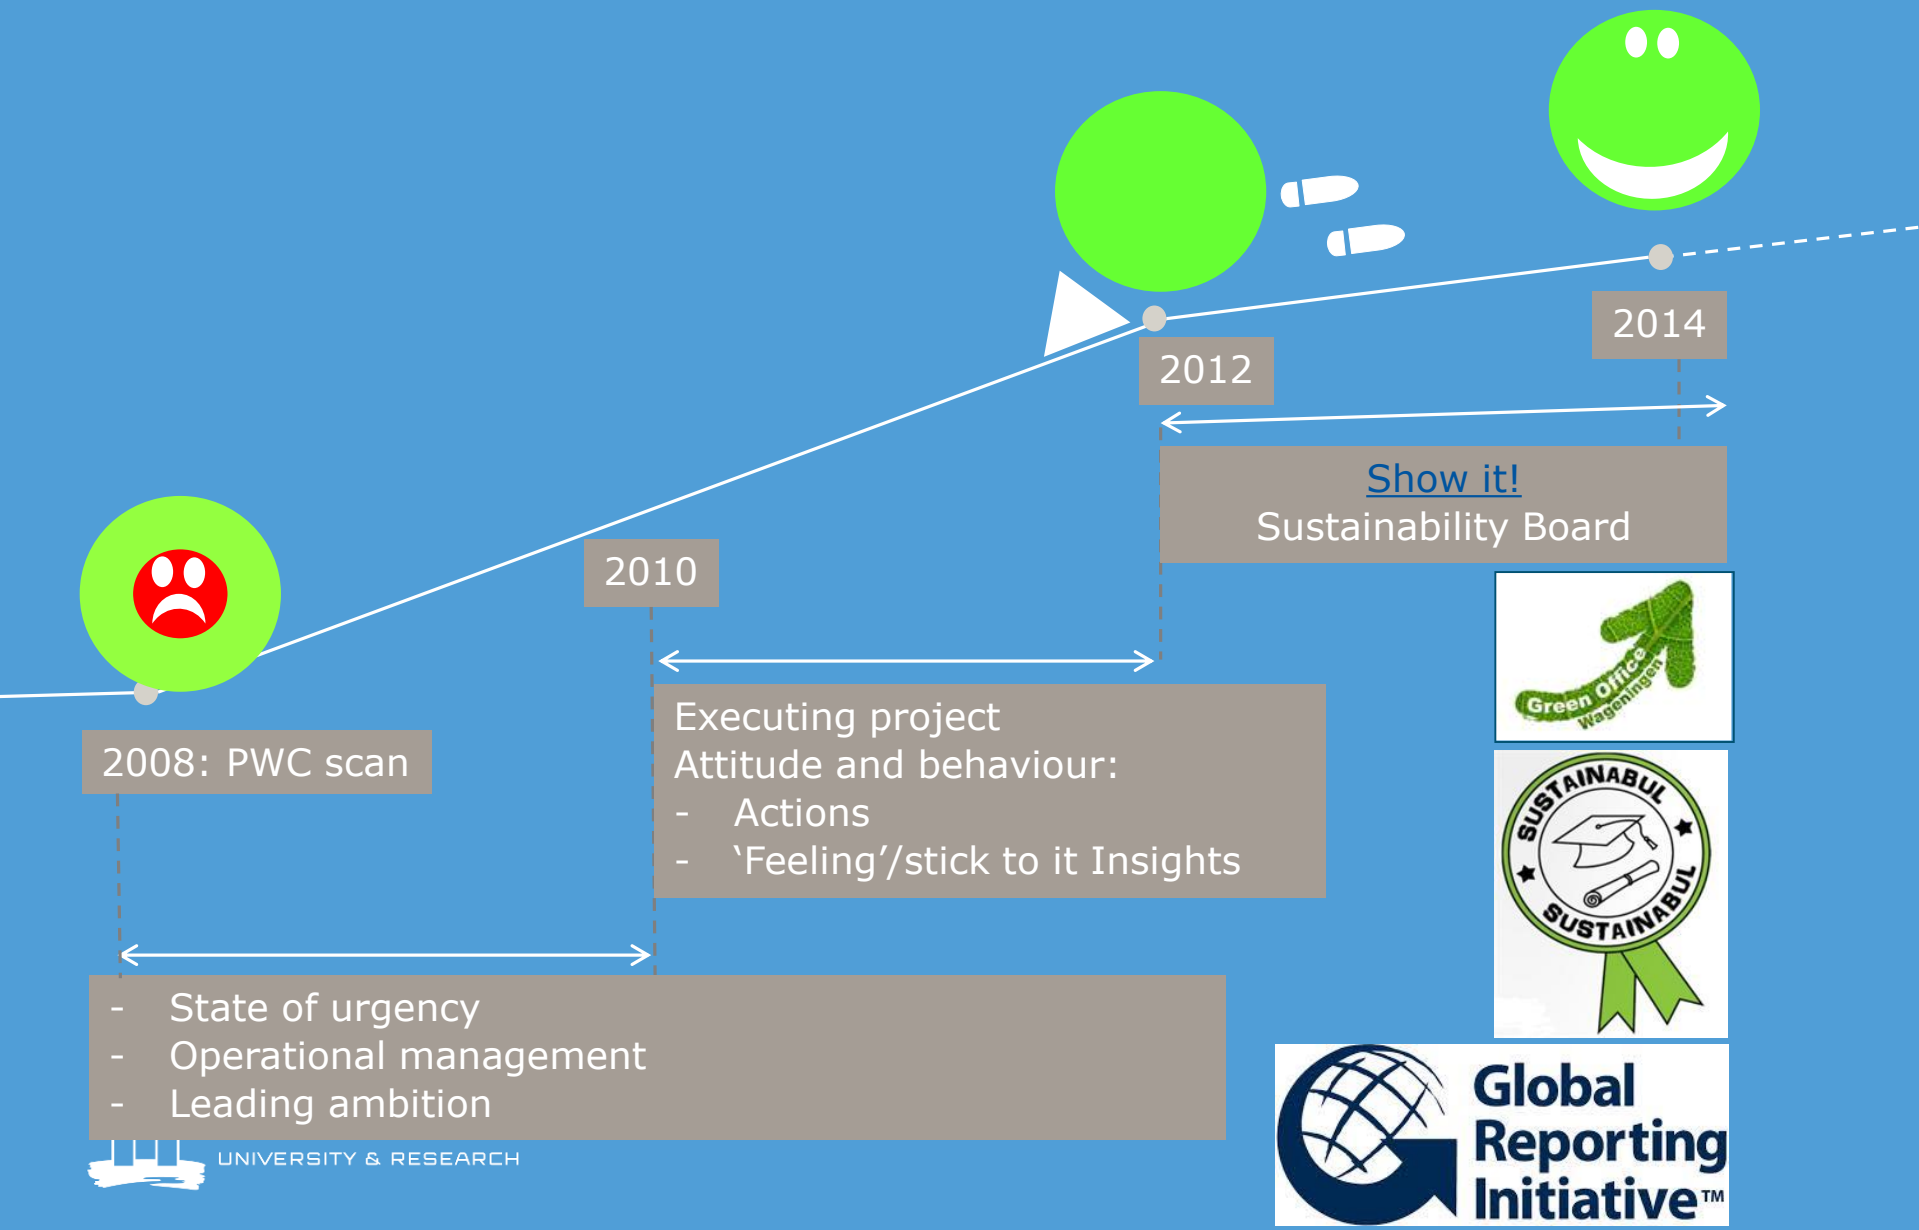 2014
2012
Show it!
Sustainability Board
2010
Executing project
Attitude and behaviour:
- Actions
- ‘Feeling’/stick to it Insights
2008: PWC scan
- State of urgency
- Operational management
- Leading ambition
UNIVERSITY & RESEARCH
Green Office
Wageningen
SUSTAINABUL
SUSTAINABUL
Global
Reporting
Initiative™